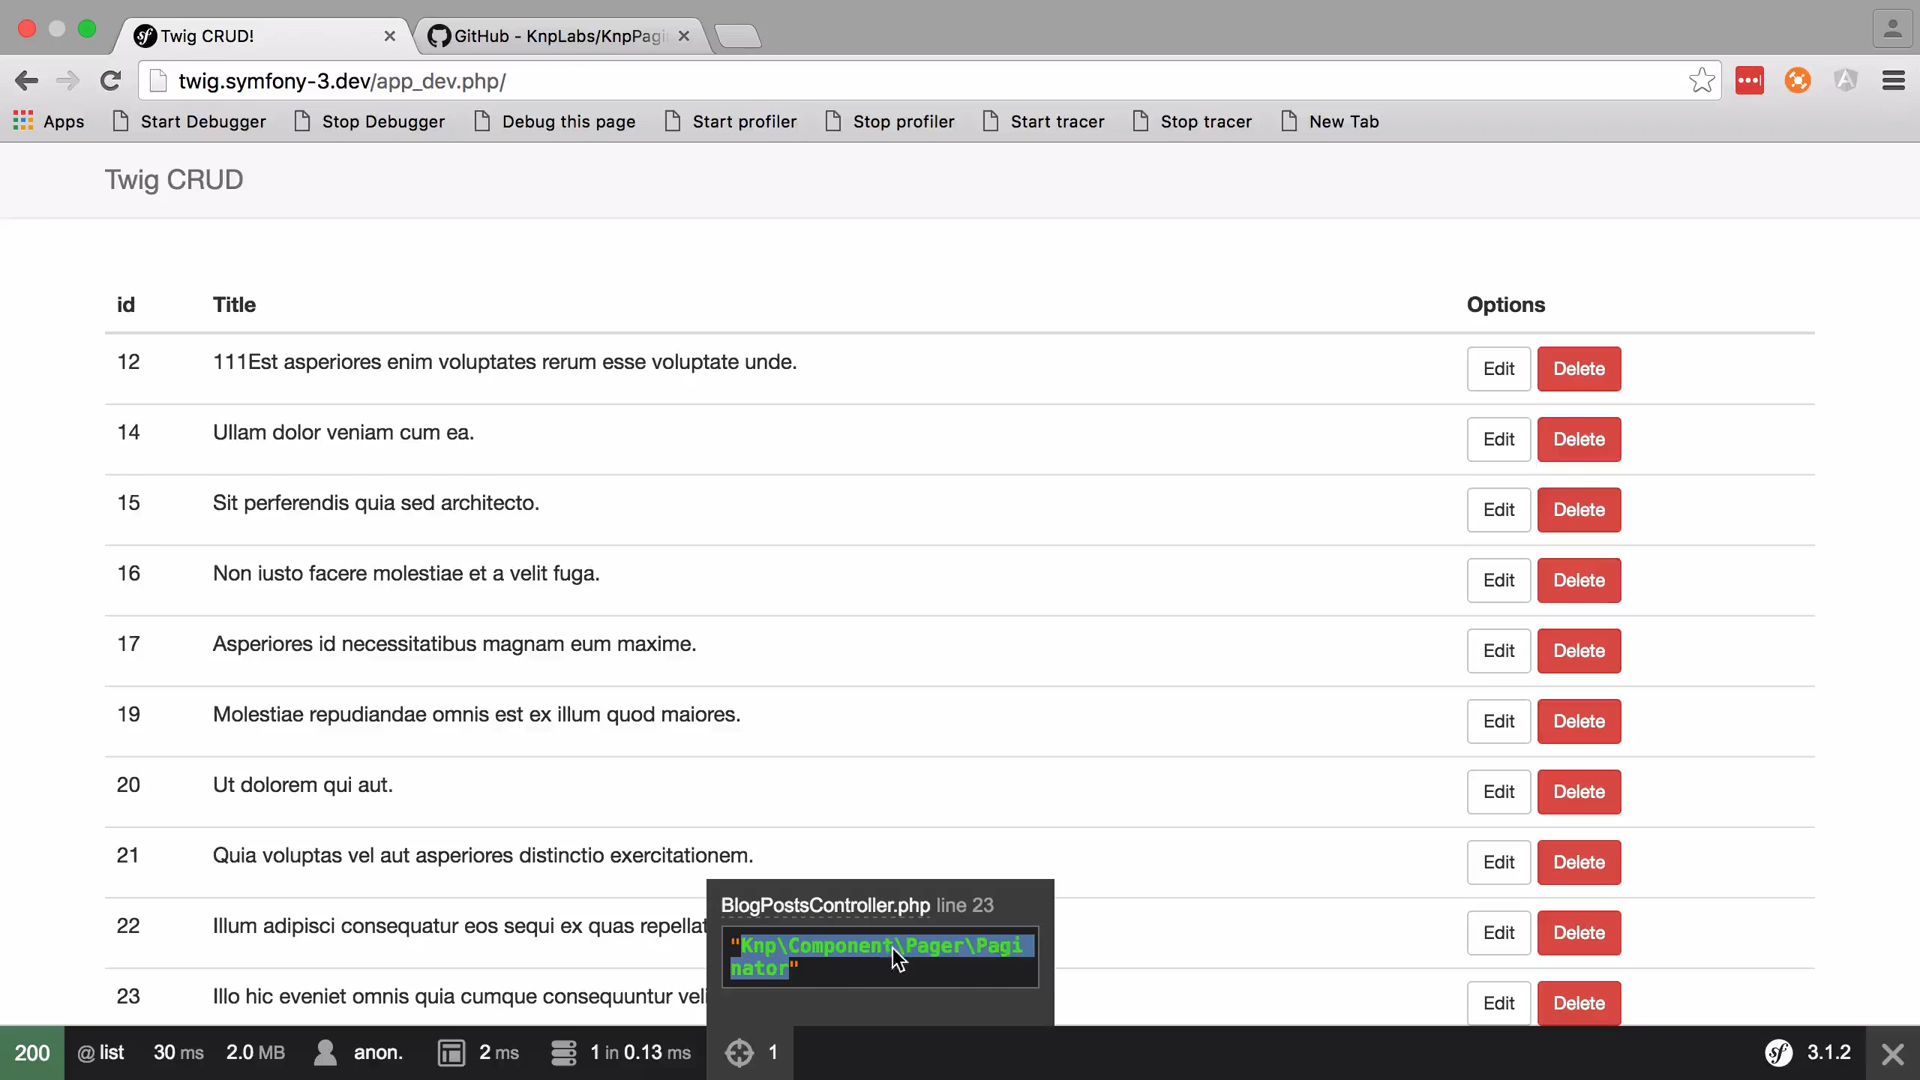 Twig CRUD!
GitHub - KnpLabs/KnpPagi
twig.symfony-3.dev/app_dev.php/
Apps Start Debugger Stop Debugger Debug this page Start profiler Stop profiler Start tracer Stop tracer New Tab
Twig CRUD
id Title Options
12 111Est asperiores enim voluptates rerum esse voluptate unde. Edit Delete
14 Ullam dolor veniam cum ea. Edit Delete
15 Sit perferendis quia sed architecto. Edit Delete
16 Non iusto facere molestiae et a velit fuga. Edit Delete
17 Asperiores id necessitatibus magnam eum maxime. Edit Delete
19 Molestiae repudiandae omnis est ex illum quod maiores. Edit Delete
20 Ut dolorem qui aut. Edit Delete
21 Quia voluptas vel aut asperiores distinctio exercitationem. Edit Delete
22 Illum adipisci consequatur eos sequi ex quas repellat Edit Delete
23 Illo hic eveniet omnis quia cumque consequuntur veli Edit Delete
BlogPostsController.php line 23
"Knp\Component\Pager\Pagi
nator"
200 @ list 30 ms 2.0 MB anon. 2 ms 1 in 0.13 ms 1 sf 3.1.2